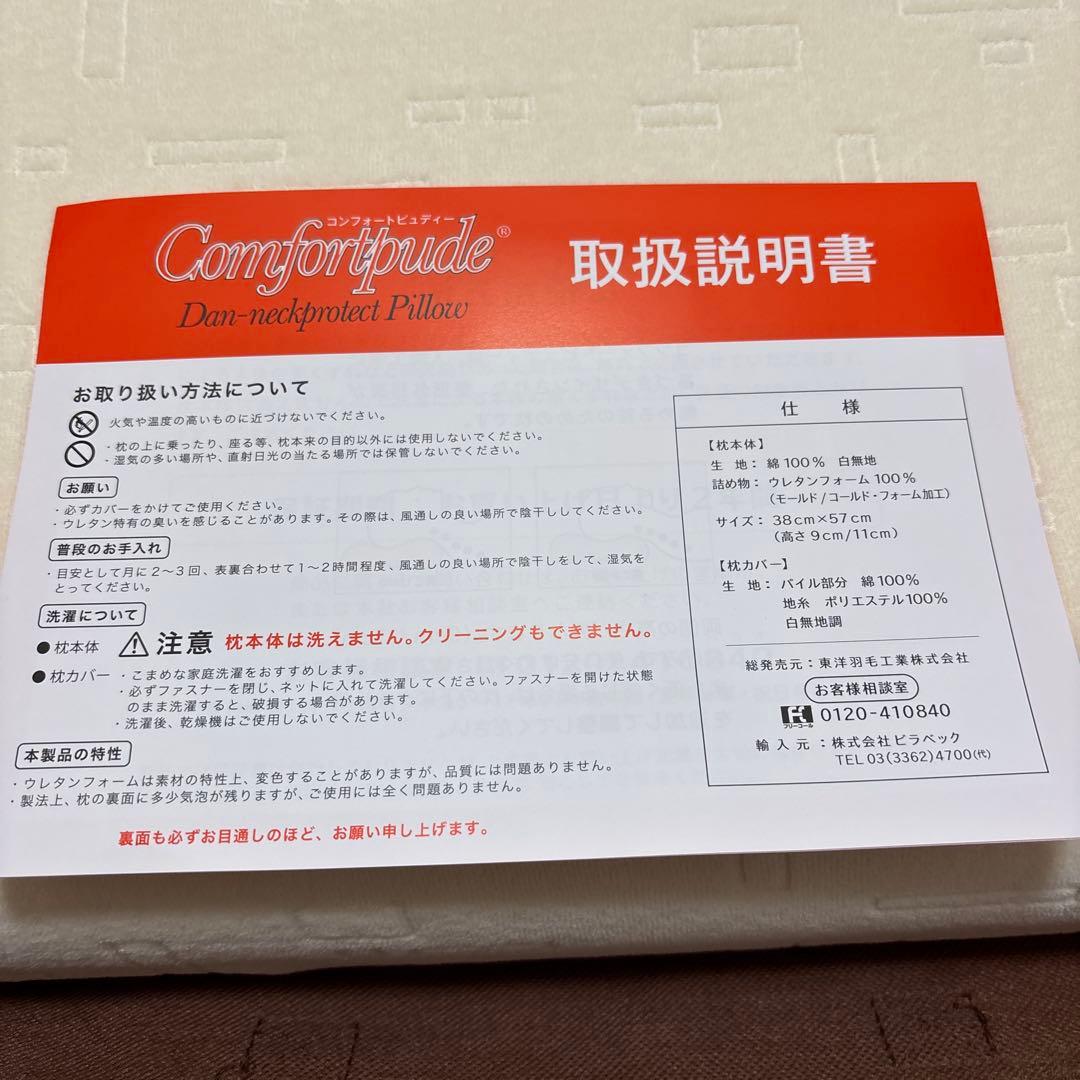 コンフォートピュディー
Comfortpude®
Dan-neckprotect Pillow
取扱説明書
お取り扱い方法について
火気や温度の高いものに近づけないでください。
・枕の上に乗ったり、座る等、枕本来の目的以外には使用しないでください。
・湿気の多い場所や、直射日光の当たる場所では保管しないでください。
お願い
・必ずカバーをかけてご使用ください。
・ウレタン特有の臭いを感じることがあります。その際は、風通しの良い場所で陰干ししてください。
普段のお手入れ
・目安として月に2〜3回、表裏合わせて1〜2時間程度、風通しの良い場所で陰干しをして、湿気を
とってください。
洗濯について
●枕本体 注意 枕本体は洗えません。クリーニングもできません。
●枕カバー ・こまめな家庭洗濯をおすすめします。
・必ずファスナーを閉じ、ネットに入れて洗濯してください。ファスナーを開けた状態
のまま洗濯すると、破損する場合があります。
・洗濯後、乾燥機はご使用しないでください。
本製品の特性
・ウレタンフォームは素材の特性上、変色することがありますが、品質には問題ありません。
・製法上、枕の裏面に多少気泡が残りますが、ご使用には全く問題ありません。
裏面も必ずお目通しのほど、お願い申し上げます。
仕様
【枕本体】
生地：綿100% 白無地
詰め物：ウレタンフォーム100%
（モールド/コールド・フォーム加工）
サイズ：38cm×57cm
（高さ9cm/11cm）
【枕カバー】
生地：パイル部分 綿100%
地糸 ポリエステル100%
白無地調
総発売元：東洋羽毛工業株式会社
お客様相談室
フリーコール 0120-410840
輸入元：株式会社ビラベック
TEL 03(3362)4700(代)